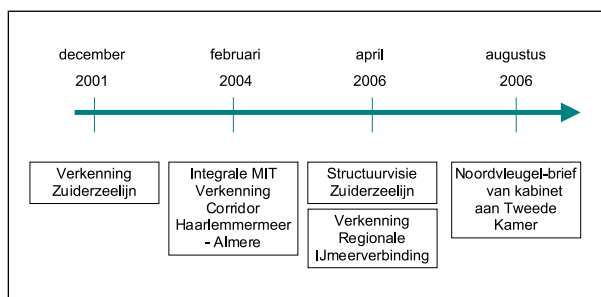 december
2001
februari
2004
april
2006
augustus
2006
Verkenning
Zuiderzeelijn
Integrale MIT
Verkenning
Corridor
Haarlemmermeer
- Almere
Structuurvisie
Zuiderzeelijn
Verkenning
Regionale
IJmeerverbinding
Noordvleugel-brief
van kabinet
aan Tweede
Kamer